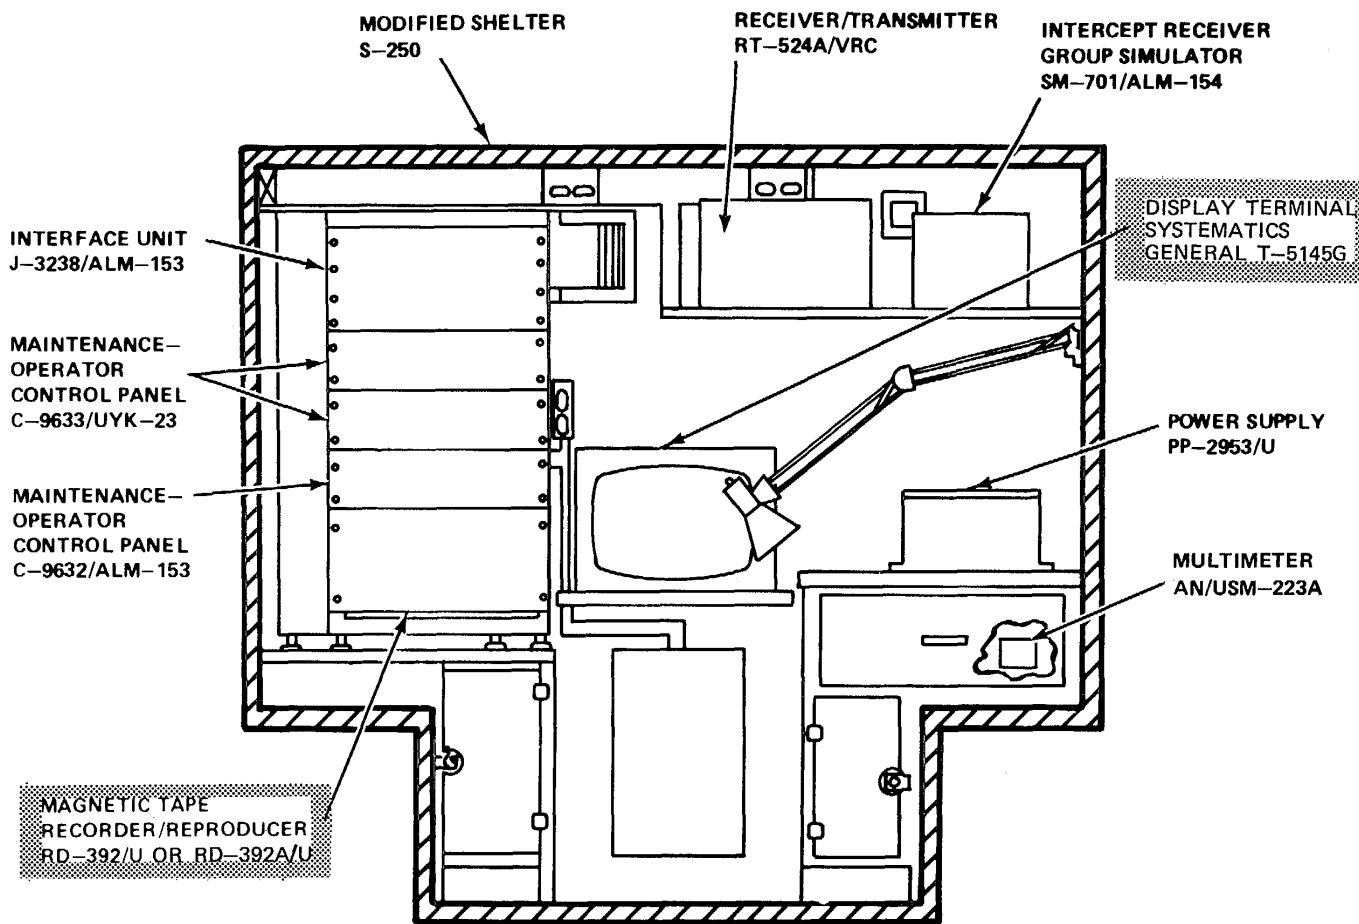 MODIFIED SHELTER
S–250
RECEIVER/TRANSMITTER
RT–524A/VRC
INTERCEPT RECEIVER
GROUP SIMULATOR
SM–701/ALM–154
DISPLAY TERMINAL
SYSTEMATICS
GENERAL T–5145G
INTERFACE UNIT
J–3238/ALM–153
MAINTENANCE–
OPERATOR
CONTROL PANEL
C–9633/UYK–23
POWER SUPPLY
PP–2953/U
MAINTENANCE–
OPERATOR
CONTROL PANEL
C–9632/ALM–153
MULTIMETER
AN/USM–223A
MAGNETIC TAPE
RECORDER/REPRODUCER
RD–392/U OR RD–392A/U